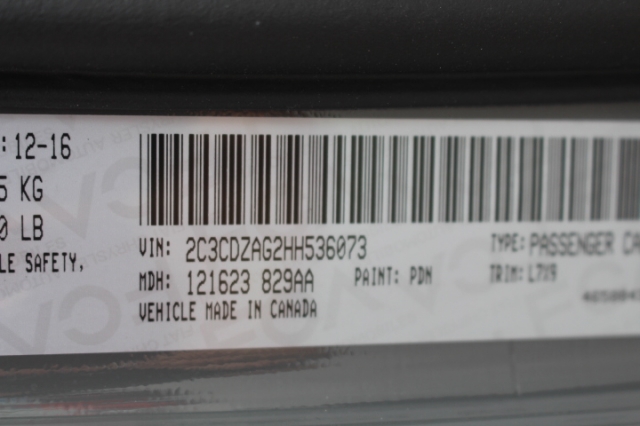 : 12-16
5 KG
0 LB
LE SAFETY,
VIN: 2C3CDZAG2HH536073
TYPE: PASSENGER CA
MDH: 121623 829AA
PAINT: PDN
TRIM: L7X9
VEHICLE MADE IN CANADA